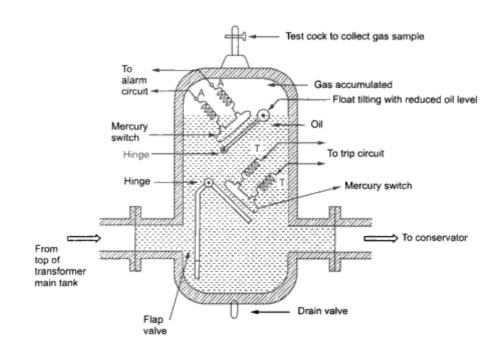 Test cock to collect gas sample
To
alarm
circuit
A
A
Gas accumulated
Float tilting with reduced oil level
Mercury
switch
Oil
Hinge
T
To trip circuit
Hinge
T
Mercury switch
From
top of
transformer
main tank
To conservator
Flap
valve
Drain valve